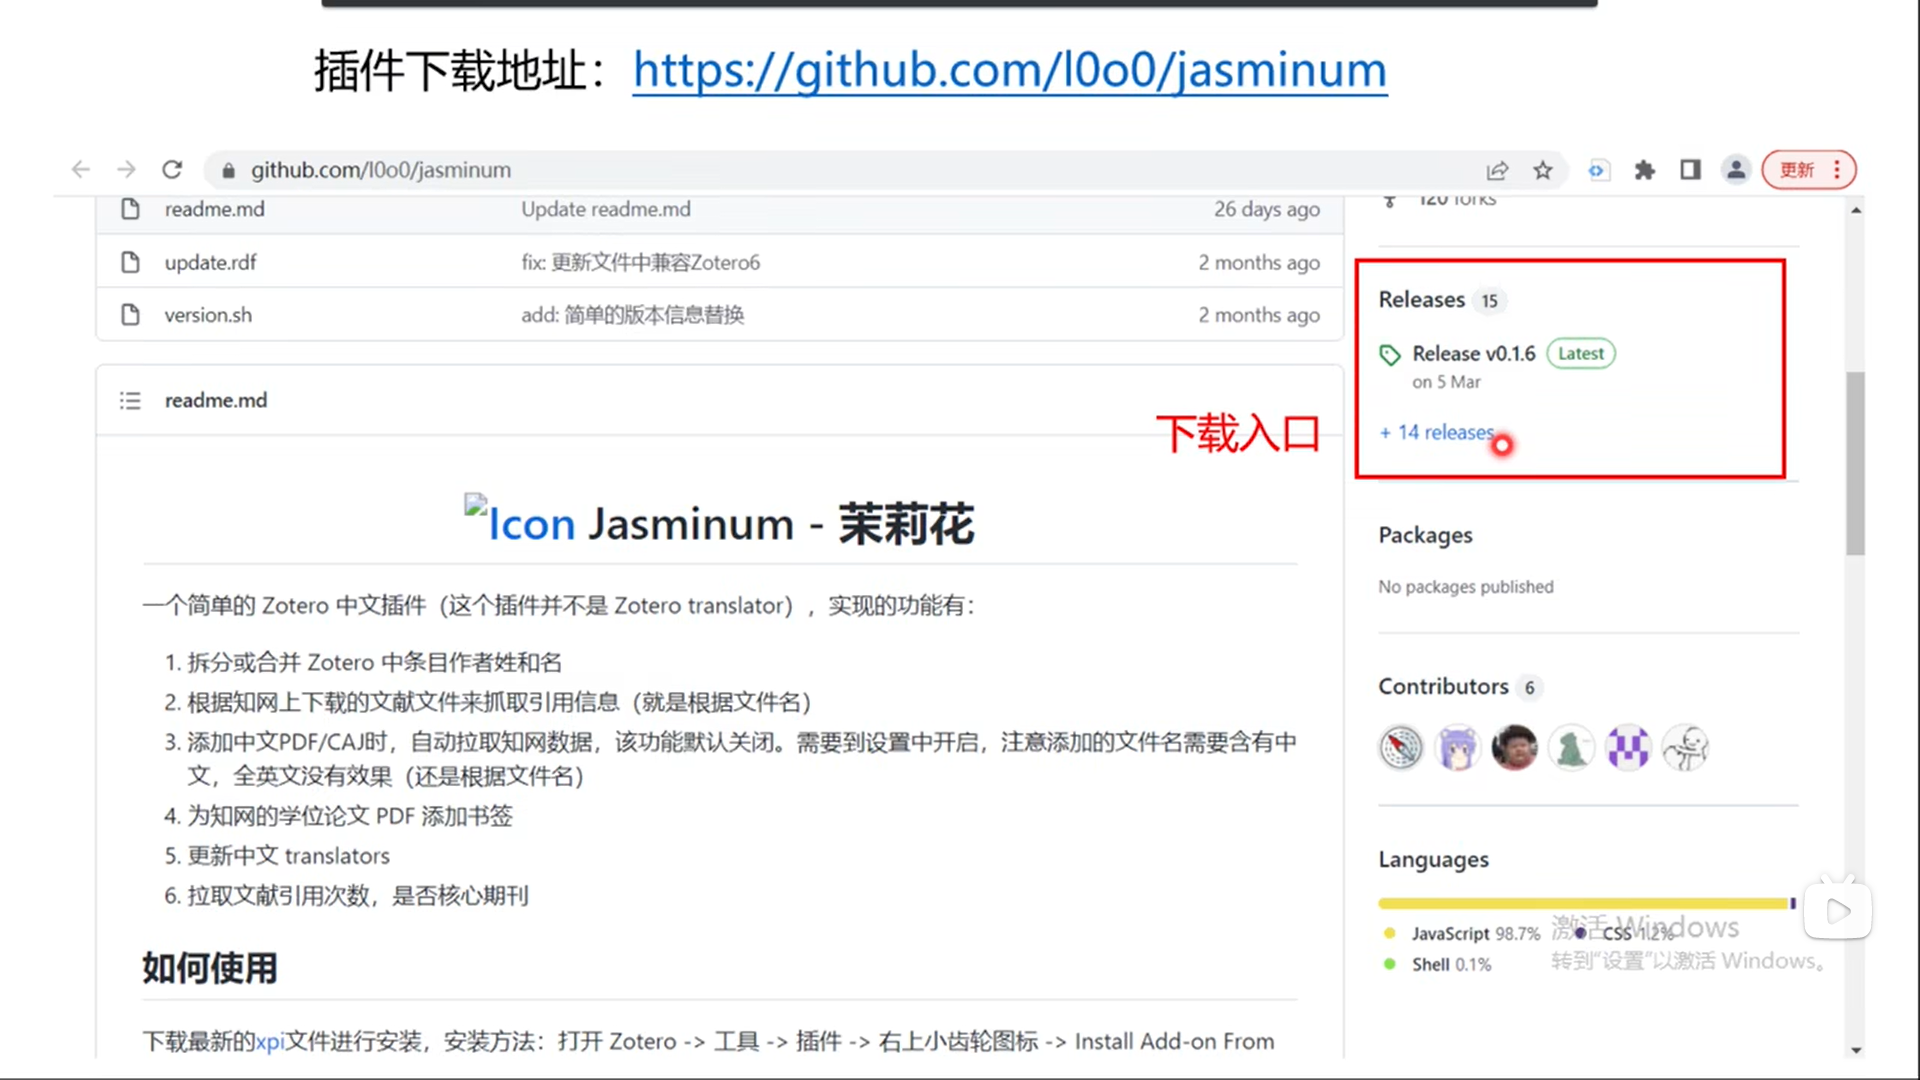 插件下载地址：https://github.com/l0o0/jasminum
github.com/l0o0/jasminum
更新
readme.md Update readme.md 26 days ago
update.rdf fix: 更新文件中兼容Zotero6 2 months ago
version.sh add: 简单的版本信息替换 2 months ago
readme.md
下载入口
Icon Jasminum - 茉莉花
一个简单的 Zotero 中文插件（这个插件并不是 Zotero translator），实现的功能有：
1. 拆分或合并 Zotero 中条目作者姓和名
2. 根据知网上下载的文献文件来抓取引用信息（就是根据文件名）
3. 添加中文PDF/CAJ时，自动拉取知网数据，该功能默认关闭。需要到设置中开启，注意添加的文件名需要含有中
文，全英文没有效果（还是根据文件名）
4. 为知网的学位论文 PDF 添加书签
5. 更新中文 translators
6. 拉取文献引用次数，是否核心期刊
如何使用
下载最新的xpi文件进行安装，安装方法：打开 Zotero -> 工具 -> 插件 -> 右上小齿轮图标 -> Install Add-on From
120 forks
Releases 15
Release v0.1.6 Latest
on 5 Mar
+ 14 releases
Packages
No packages published
Contributors 6
Languages
JavaScript 98.7% CSS 1.2%
Shell 0.1%
激活 Windows
转到“设置”以激活 Windows。